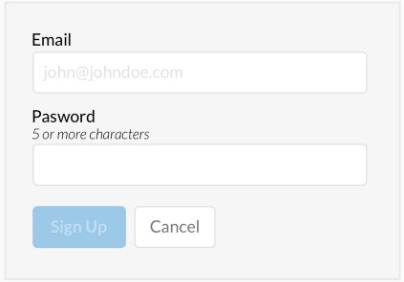 Email
john@johndoe.com
Pasword
5 or more characters
Sign Up Cancel